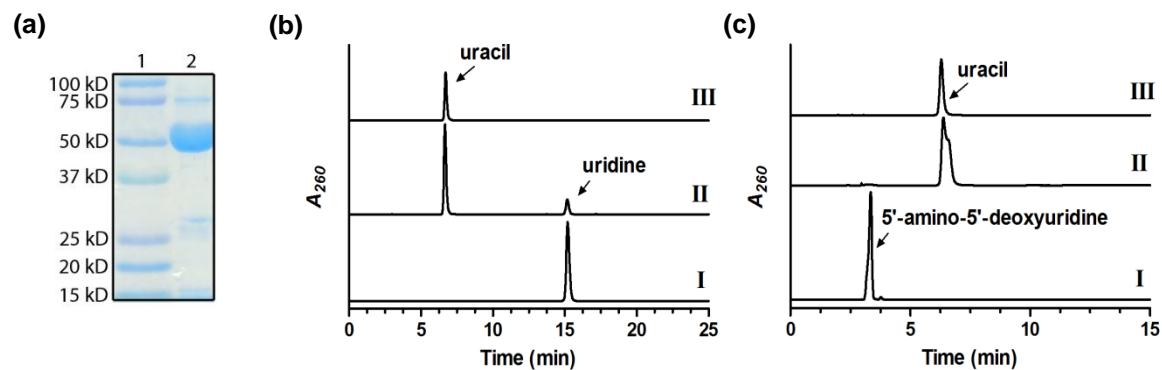 (a)
1 2
100 kD
75 kD
50 kD
37 kD
25 kD
20 kD
15 kD
(b)
uracil
III
uridine
II
I
A260
0 5 10 15 20 25
Time (min)
(c)
uracil
III
II
5'-amino-5'-deoxyuridine
I
A260
0 5 10 15
Time (min)